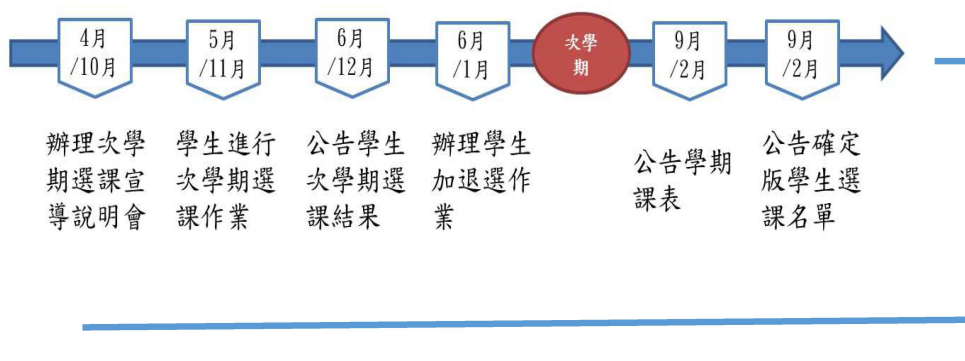 4月
/10月
5月
/11月
6月
/12月
6月
/1月
次學
期
9月
/2月
9月
/2月
辦理次學
期選課宣
導說明會
學生進行
次學期選
課作業
公告學生
次學期選
課結果
辦理學生
加退選作
業
公告學期
課表
公告確定
版學生選
課名單